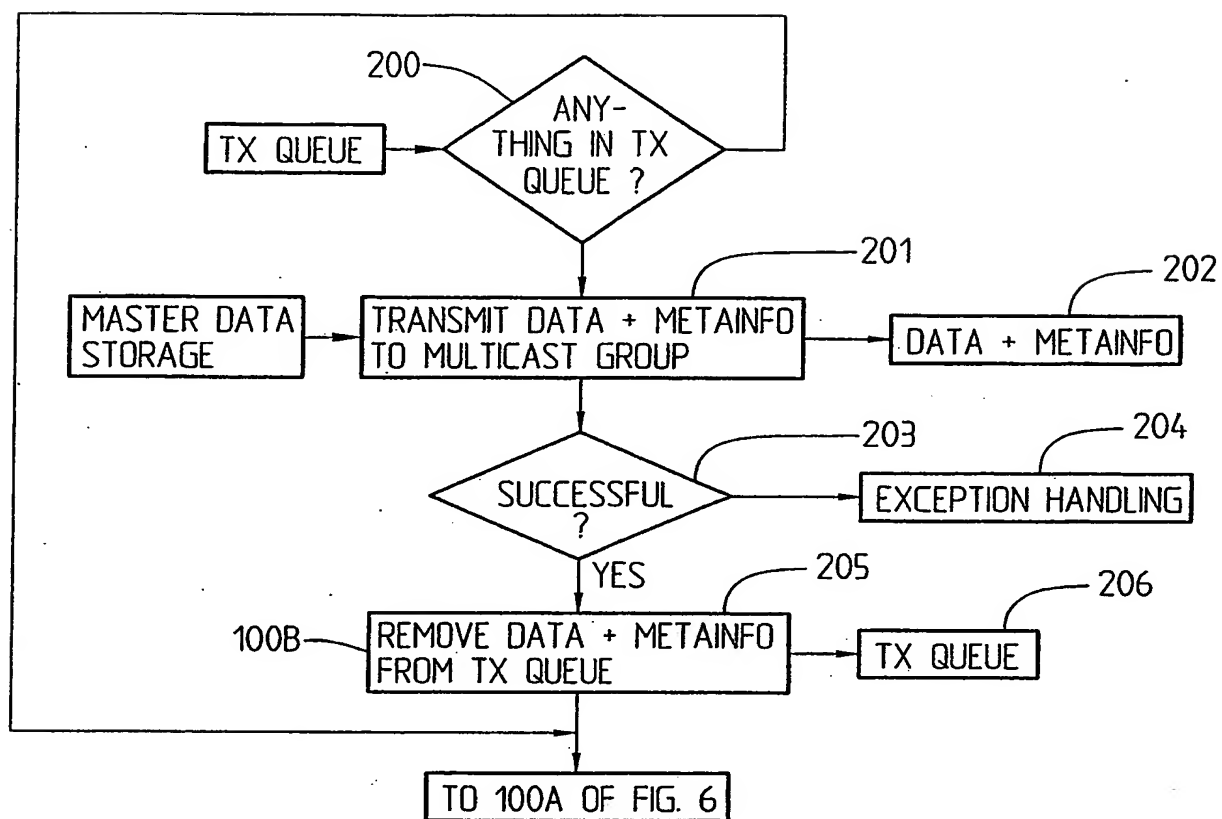 200
ANY-
THING IN TX
QUEUE ?
TX QUEUE
201
202
MASTER DATA
STORAGE
TRANSMIT DATA + METAINFO
TO MULTICAST GROUP
DATA + METAINFO
203
204
SUCCESSFUL
?
EXCEPTION HANDLING
YES
205
206
100B
REMOVE DATA + METAINFO
FROM TX QUEUE
TX QUEUE
TO 100A OF FIG. 6